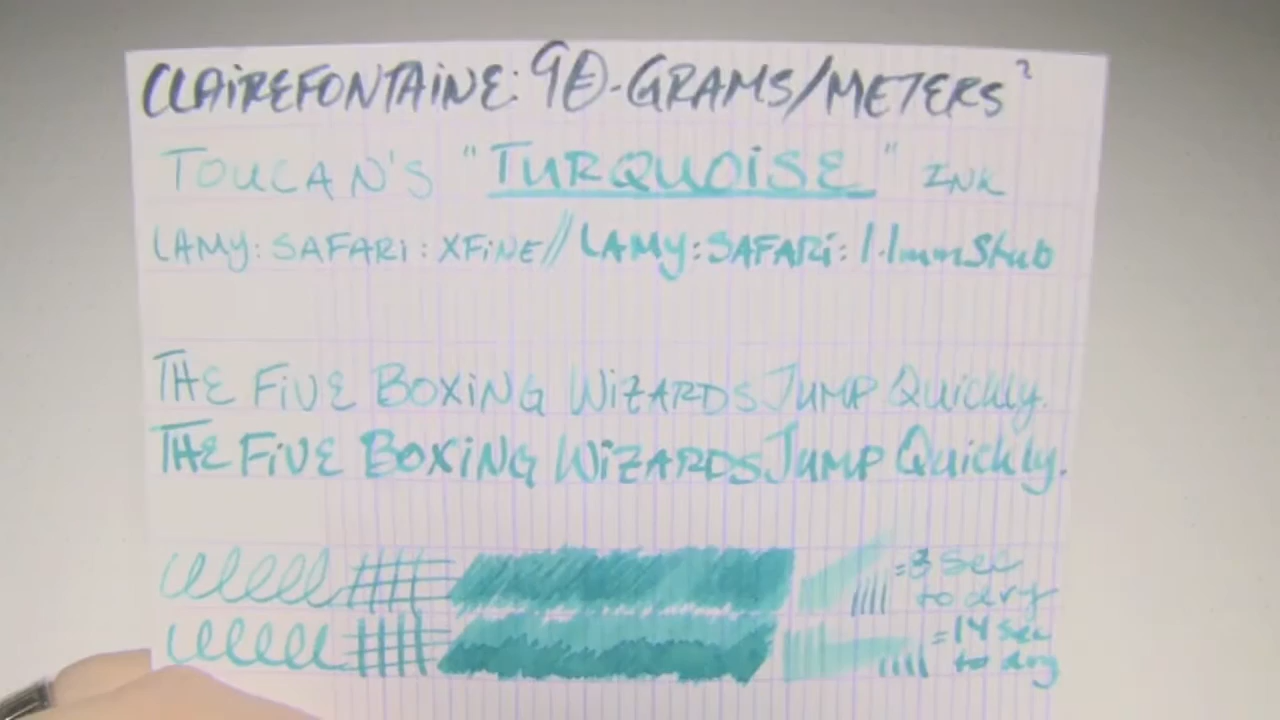 CLAIREFONTAINE: 90-GRAMS/METERS²
TOUCAN'S "TURQUOISE" INK
LAMY: SAFARI: XFINE // LAMY: SAFARI: 1.1mm Stub
THE FIVE BOXING WIZARDS JUMP QUICKLY.
THE FIVE BOXING WIZARDS JUMP QUICKLY.
= 8 sec
to dry
= 14 sec
to dry